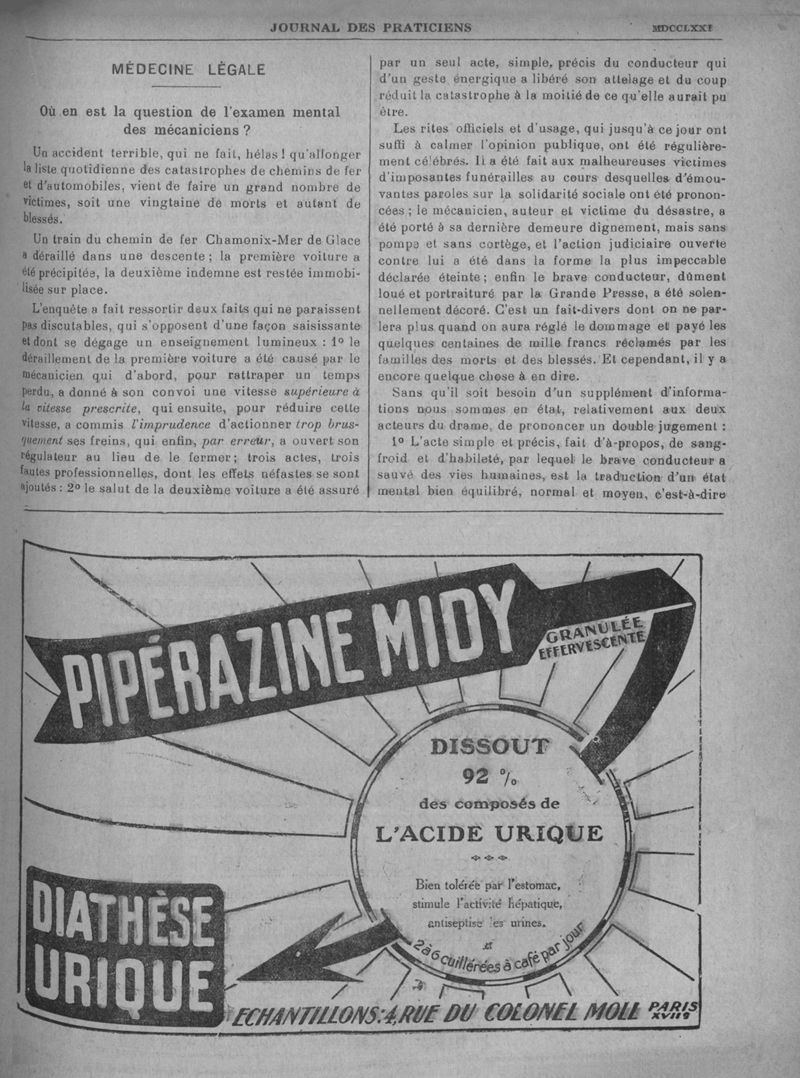 JOURNAL DES PRATICIENS
MDCCLXXI
MÉDECINE LÉGALE
Où en est la question de l'examen mental
des mécaniciens ?
Un accident terrible, qui ne fait, hélas ! qu'allonger
la liste quotidienne des catastrophes de chemins de fer
et d'automobiles, vient de faire un grand nombre de
victimes, soit une vingtaine de morts et autant de
blessés.
Un train du chemin de fer Chamonix-Mer de Glace
a déraillé dans une descente ; la première voiture a
été précipitée, la deuxième indemne est restée immobi-
lisée sur place.
L'enquête a fait ressortir deux faits qui ne paraissent
pas discutables, qui s'opposent d'une façon saisissante
et dont se dégage un enseignement lumineux : 1º le
déraillement de la première voiture a été causé par le
mécanicien qui d'abord, pour rattraper un temps
perdu, a donné à son convoi une vitesse supérieure à
la vitesse prescrite, qui ensuite, pour réduire cette
vitesse, a commis l'imprudence d'actionner trop brus-
quement ses freins, qui enfin, par erreur, a ouvert son
régulateur au lieu de le fermer ; trois actes, trois
fautes professionnelles, dont les effets néfastes se sont
ajoutés : 2º le salut de la deuxième voiture a été assuré
par un seul acte, simple, précis du conducteur qui
d'un geste énergique a libéré son attelage et du coup
réduit la catastrophe à la moitié de ce qu'elle aurait pu
être.
Les rites officiels et d'usage, qui jusqu'à ce jour ont
suffi à calmer l'opinion publique, ont été régulière-
ment célébrés. Il a été fait aux malheureuses victimes
d'imposantes funérailles au cours desquelles d'émou-
vantes paroles sur la solidarité sociale ont été pronon-
cées ; le mécanicien, auteur et victime du désastre, a
été porté à sa dernière demeure dignement, mais sans
pompe et sans cortège, et l'action judiciaire ouverte
contre lui a été dans la forme la plus impeccable
déclarée éteinte ; enfin le brave conducteur, dûment
loué et portraituré par la Grande Presse, a été solen-
nellement décoré. C'est un fait-divers dont on ne par-
lera plus quand on aura réglé le dommage et payé les
quelques centaines de mille francs réclamés par les
familles des morts et des blessés. Et cependant, il y a
encore quelque chose à en dire.
Sans qu'il soit besoin d'un supplément d'informa-
tions nous sommes en état, relativement aux deux
acteurs du drame, de prononcer un double jugement :
1º L'acte simple et précis, fait d'à-propos, de sang-
froid et d'habileté, par lequel le brave conducteur a
sauvé des vies humaines, est la traduction d'un état
mental bien équilibré, normal et moyen, c'est-à-dire
PIPÉRAZINE MIDY
GRANULÉE
EFFERVESCENTE
DISSOUT
92 %
des composés de
L'ACIDE URIQUE
Bien tolérée par l'estomac,
stimule l'activité hépatique,
antiseptise les urines.
2 à 6 cuillérées à café par jour
DIATHÈSE
URIQUE
ECHANTILLONS: 4, RUE DU COLONEL MOLL PARIS
XVIIe